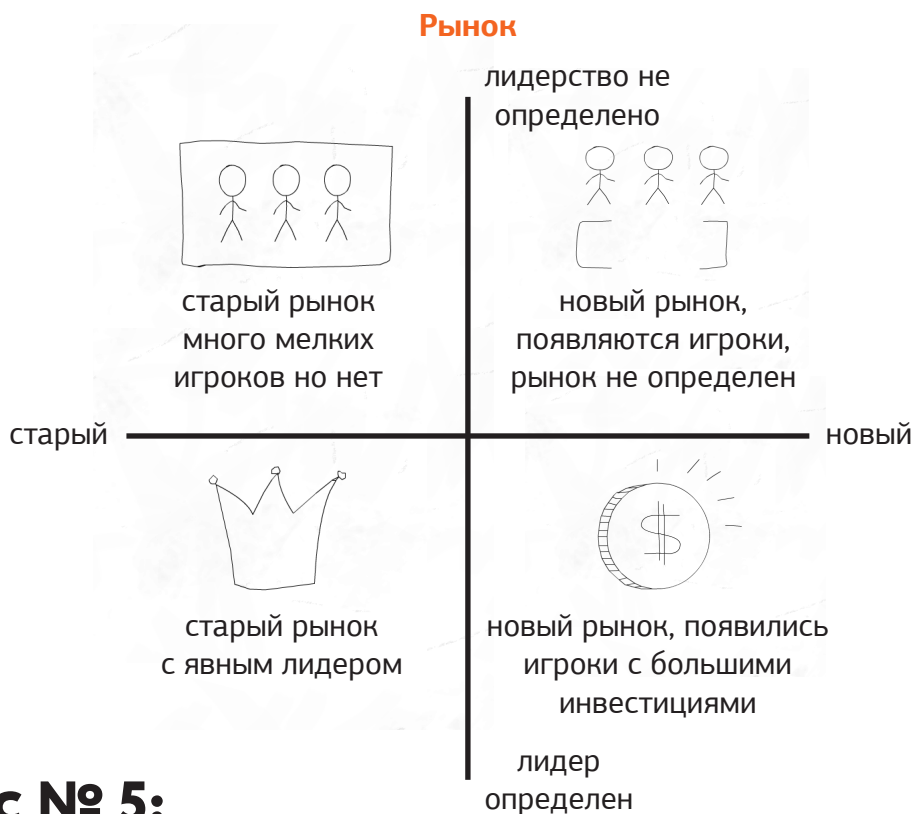 Рынок
лидерство не
определено
старый рынок
много мелких
игроков но нет
новый рынок,
появляются игроки,
рынок не определен
старый
новый
$
старый рынок
с явным лидером
новый рынок, появились
игроки с большими
инвестициями
лидер
определен
с № 5: